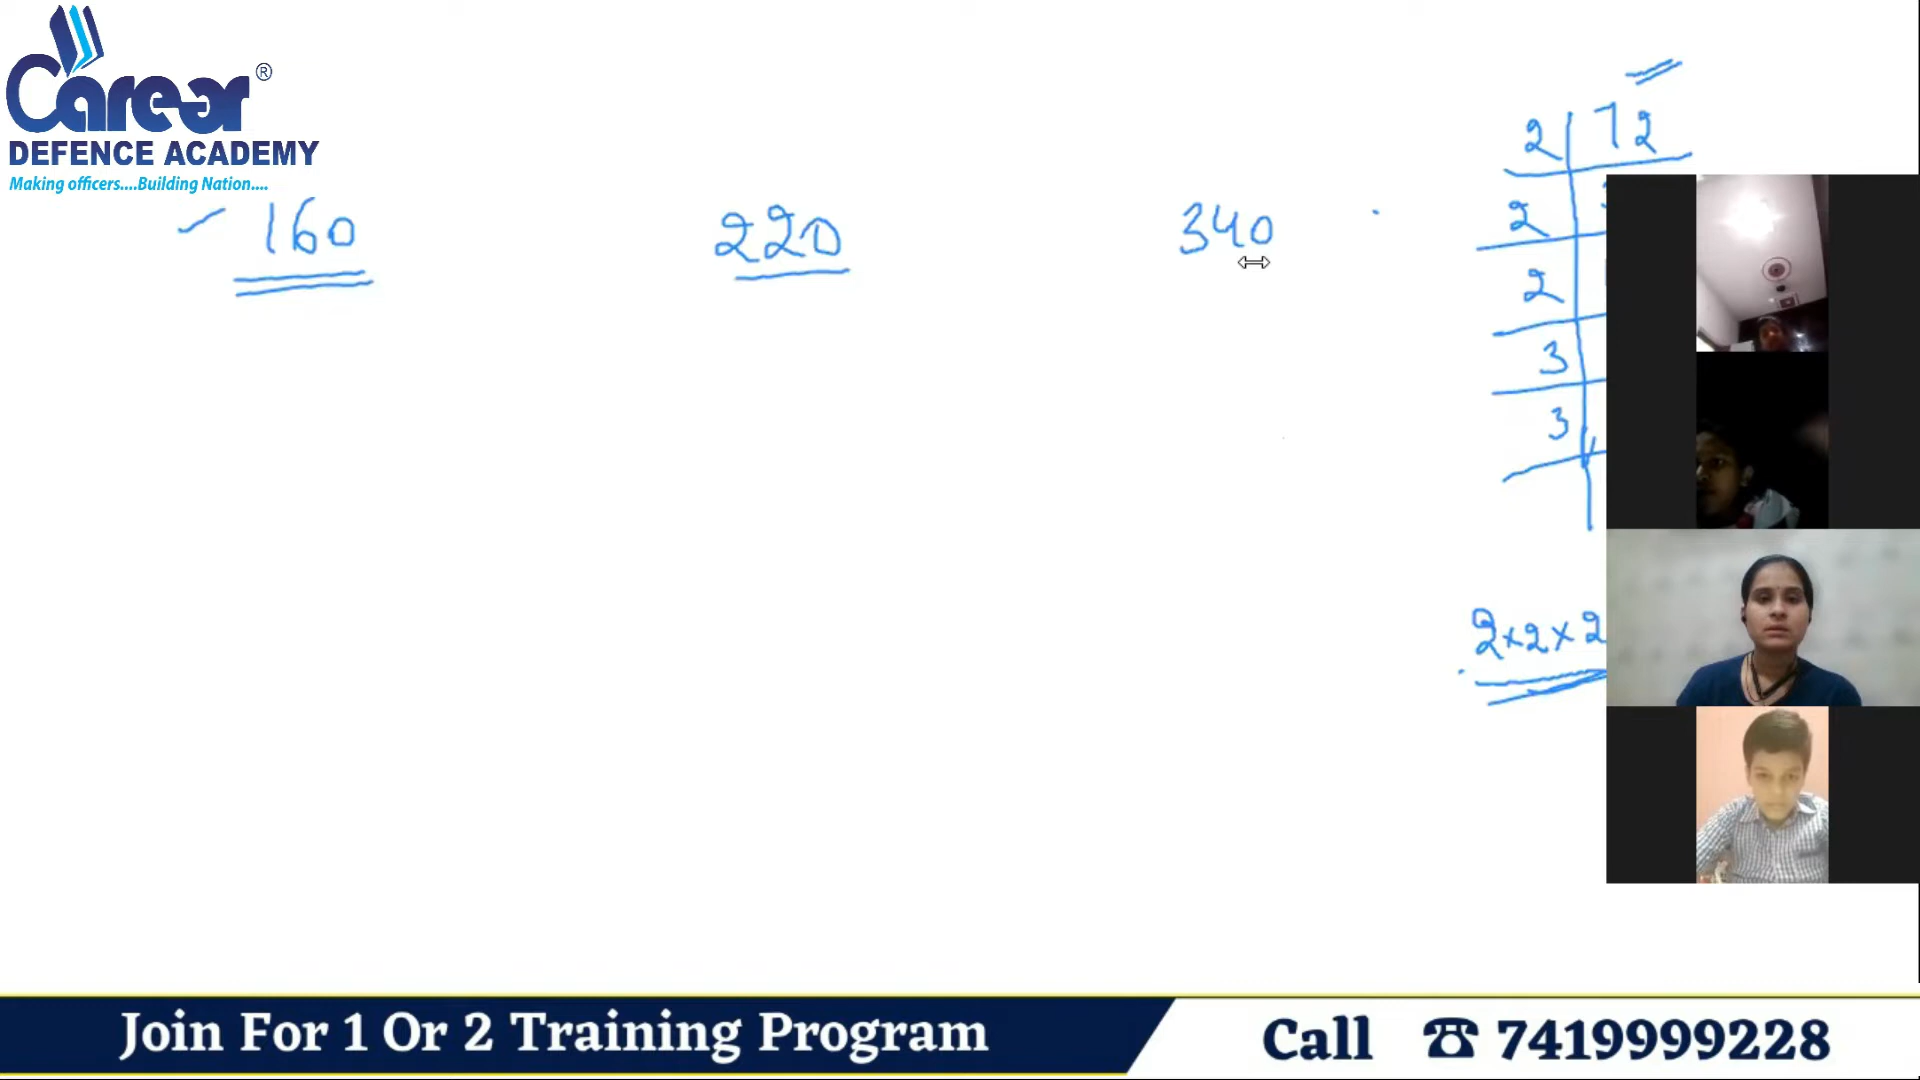 Carear®
DEFENCE ACADEMY
Making officers....Building Nation....
160 220 340
2 72
2
2
3
3
2×2×2
Join For 1 Or 2 Training Program
Call ☎ 7419999228